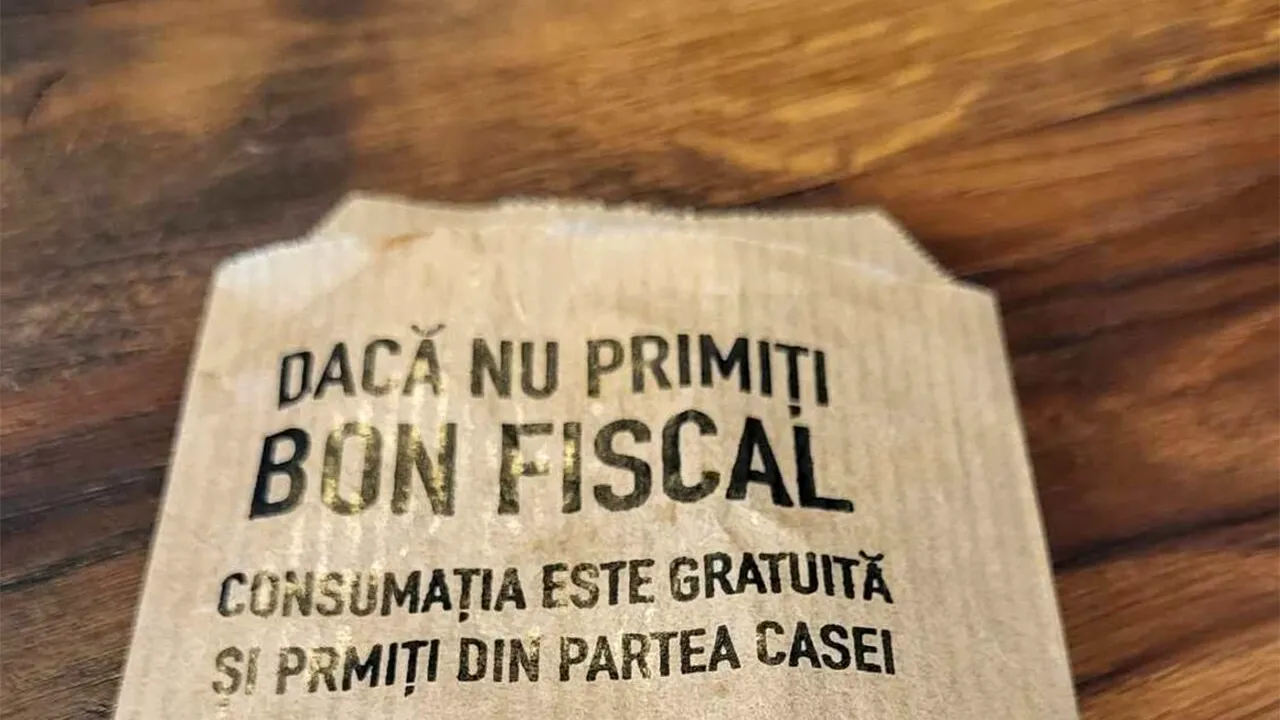 DACĂ NU PRIMIȚI
BON FISCAL
CONSUMAȚIA ESTE GRATUITĂ
ȘI PRMIȚI DIN PARTEA CASEI